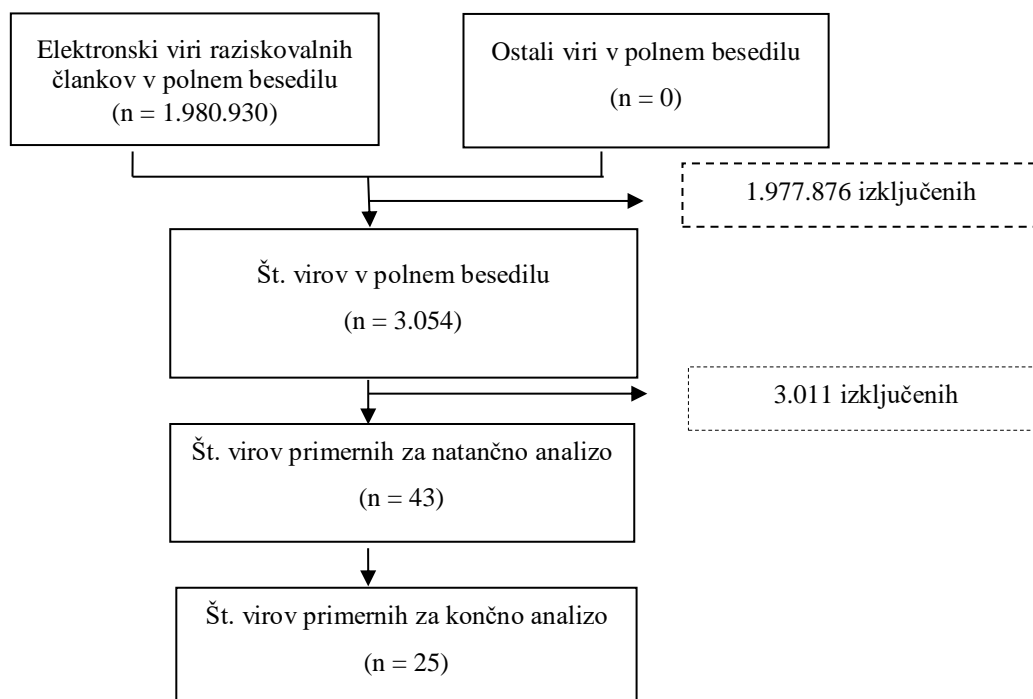 Elektronski viri raziskovalnih
člankov v polnem besedilu
(n = 1.980.930)
Ostali viri v polnem besedilu
(n = 0)
1.977.876 izključenih
Št. virov v polnem besedilu
(n = 3.054)
3.011 izključenih
Št. virov primernih za natančno analizo
(n = 43)
Št. virov primernih za končno analizo
(n = 25)